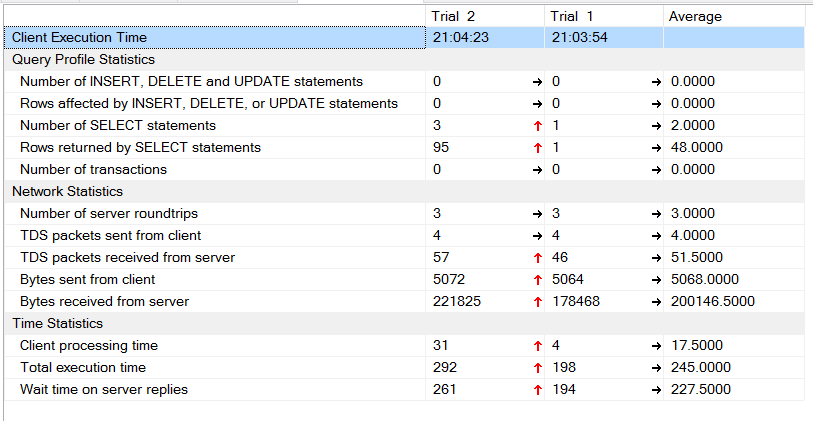 Trial 2 Trial 1 Average
Client Execution Time 21:04:23 21:03:54
Query Profile Statistics
Number of INSERT, DELETE and UPDATE statements 0 → 0 → 0.0000
Rows affected by INSERT, DELETE, or UPDATE statements 0 → 0 → 0.0000
Number of SELECT statements 3 ↑ 1 → 2.0000
Rows returned by SELECT statements 95 ↑ 1 → 48.0000
Number of transactions 0 → 0 → 0.0000
Network Statistics
Number of server roundtrips 3 → 3 → 3.0000
TDS packets sent from client 4 → 4 → 4.0000
TDS packets received from server 57 ↑ 46 → 51.5000
Bytes sent from client 5072 ↑ 5064 → 5068.0000
Bytes received from server 221825 ↑ 178468 → 200146.5000
Time Statistics
Client processing time 31 ↑ 4 → 17.5000
Total execution time 292 ↑ 198 → 245.0000
Wait time on server replies 261 ↑ 194 → 227.5000